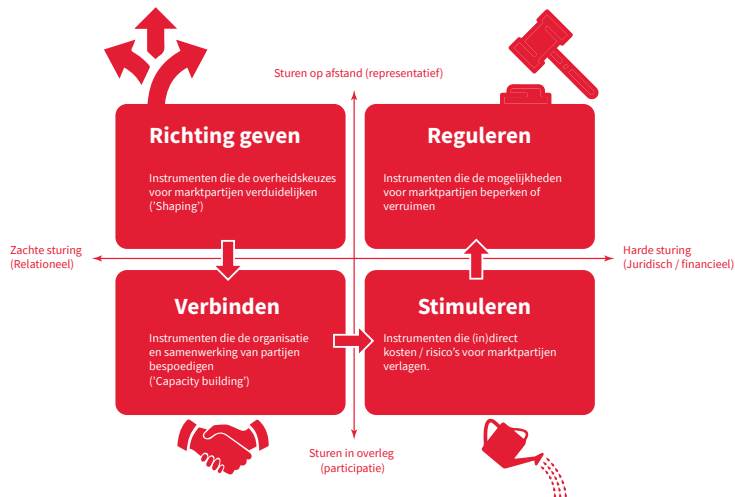 Sturen op afstand (representatief)
Richting geven
Instrumenten die de overheidskeuzes
voor marktpartijen verduidelijken
('Shaping')
Reguleren
Instrumenten die de mogelijkheden
voor marktpartijen beperken of
verruimen
Zachte sturing
(Relationeel)
Harde sturing
(Juridisch / financieel)
Verbinden
Instrumenten die de organisatie
en samenwerking van partijen
bespoedigen
('Capacity building')
Stimuleren
Instrumenten die (in)direct
kosten / risico's voor marktpartijen
verlagen.
Sturen in overleg
(participatie)